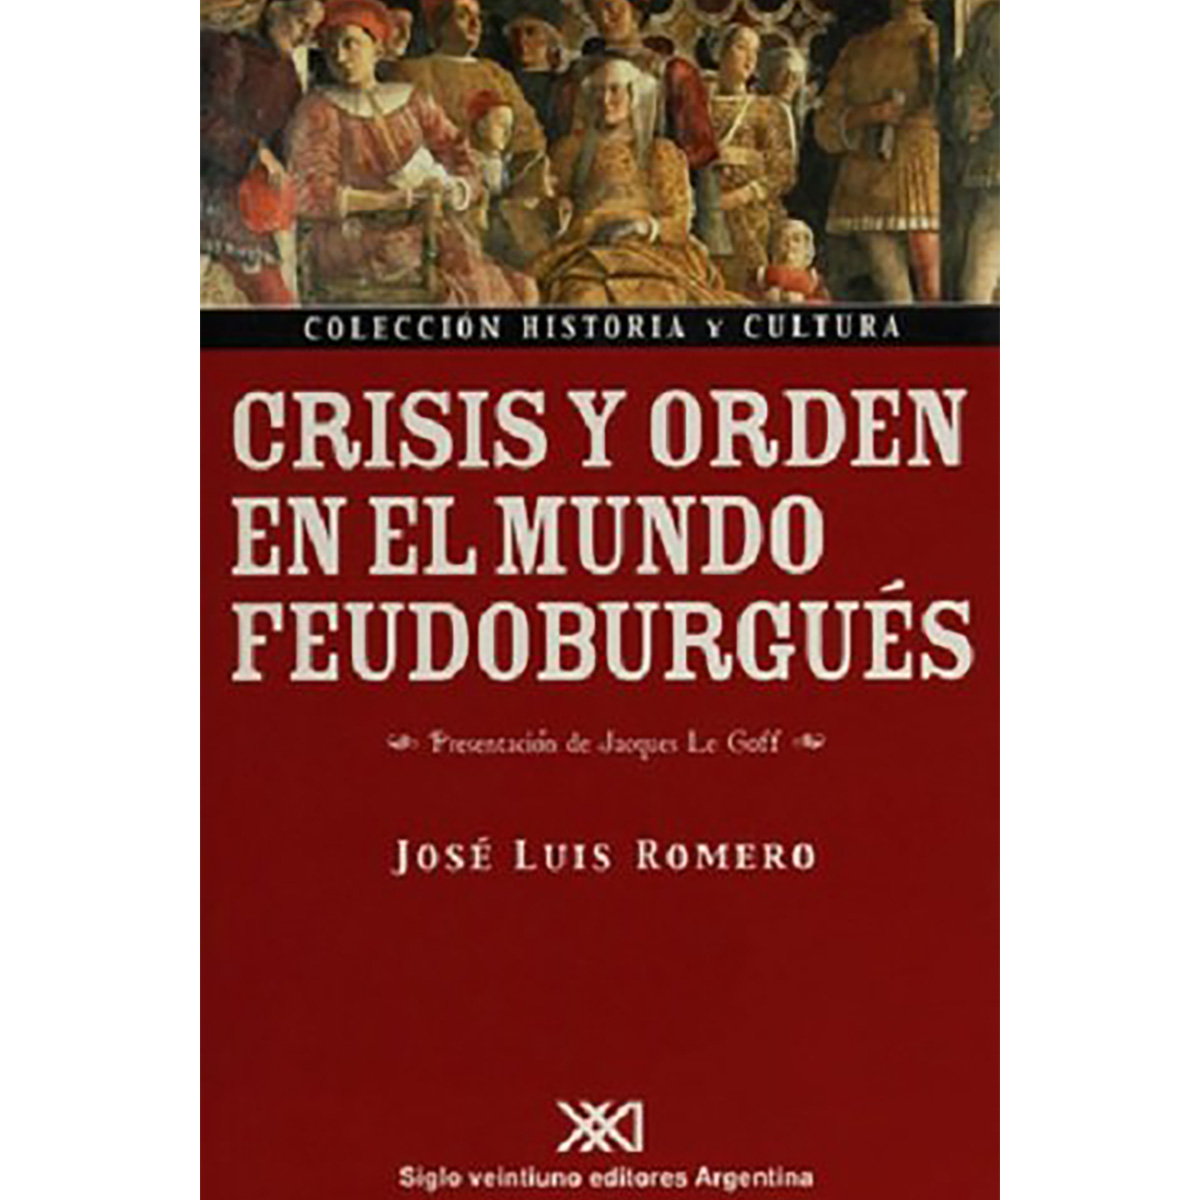 COLECCIÓN HISTORIA Y CULTURA
CRISIS Y ORDEN
EN EL MUNDO
FEUDOBURGUÉS
Presentación de Jacques Le Goff
JOSÉ LUIS ROMERO
XXI
Siglo veintiuno editores Argentina